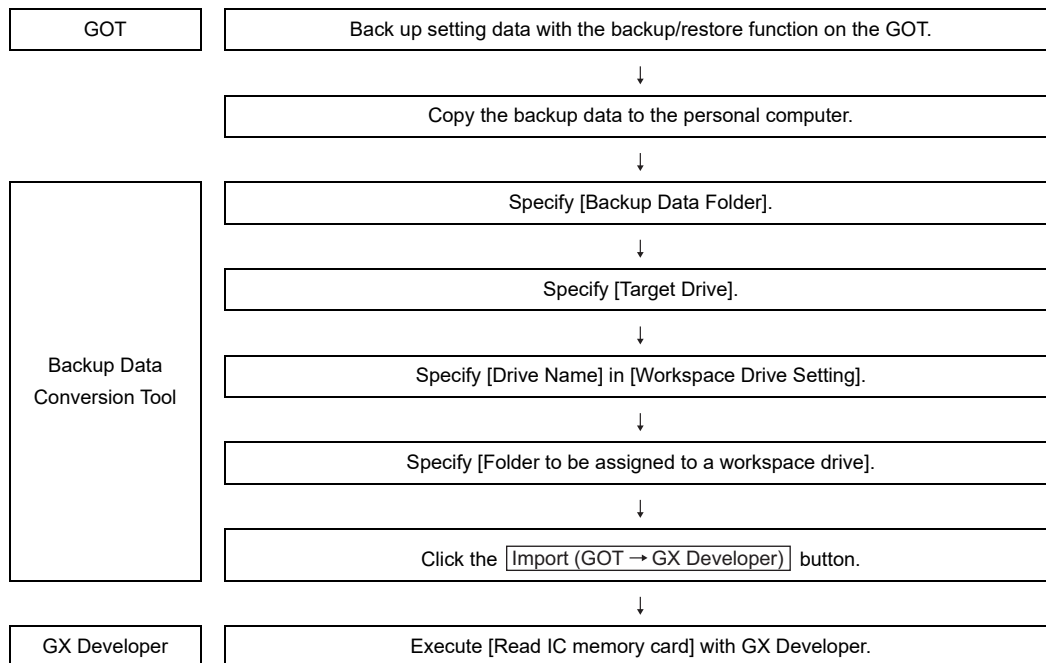 GOT
Back up setting data with the backup/restore function on the GOT.
↓
Copy the backup data to the personal computer.
↓
Backup Data
Conversion Tool
Specify [Backup Data Folder].
↓
Specify [Target Drive].
↓
Specify [Drive Name] in [Workspace Drive Setting].
↓
Specify [Folder to be assigned to a workspace drive].
↓
Click the Import (GOT → GX Developer) button.
↓
GX Developer
Execute [Read IC memory card] with GX Developer.